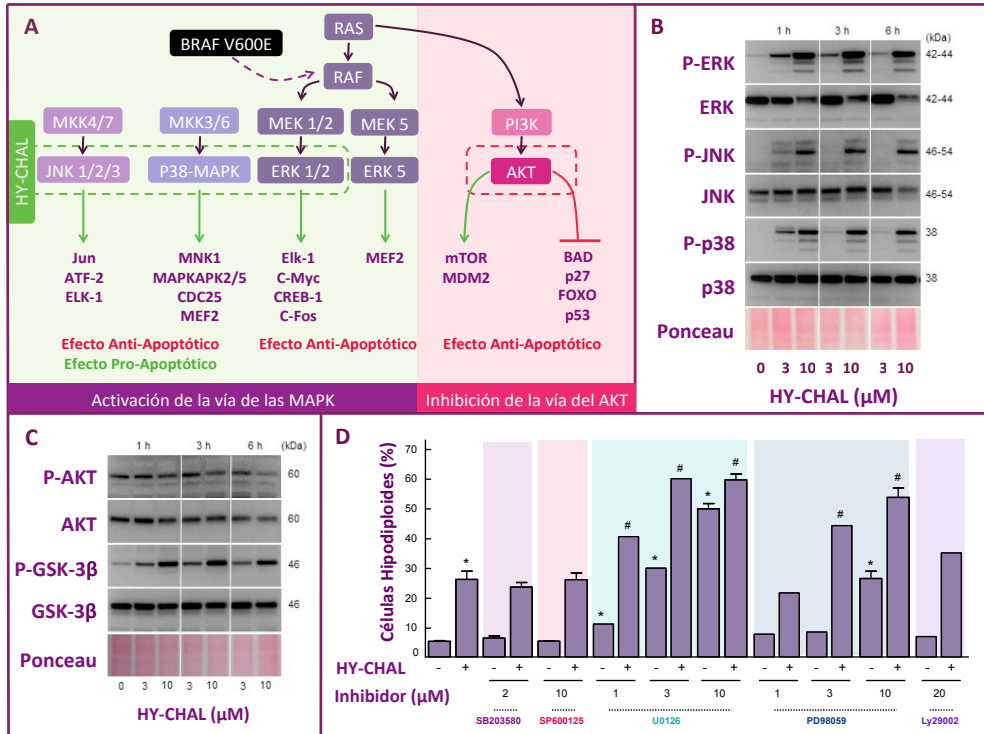 A
RAS
BRAF V600E
RAF
MKK4/7
MKK3/6
MEK 1/2
MEK 5
PI3K
HY-CHAL
JNK 1/2/3
P38-MAPK
ERK 1/2
ERK 5
AKT
Jun
ATF-2
ELK-1
MNK1
MAPKAPK2/5
CDC25
MEF2
Elk-1
C-Myc
CREB-1
C-Fos
MEF2
mTOR
MDM2
BAD
p27
FOXO
p53
Efecto Anti-Apoptótico
Efecto Pro-Apoptótico
Efecto Anti-Apoptótico
Efecto Anti-Apoptótico
Activación de la vía de las MAPK
Inhibición de la vía del AKT
B
1 h 3 h 6 h (kDa)
P-ERK 42-44
ERK 42-44
P-JNK 46-54
JNK 46-54
P-p38 38
p38 38
Ponceau
0 3 10 3 10 3 10
HY-CHAL (µM)
C
1 h 3 h 6 h (kDa)
P-AKT 60
AKT 60
P-GSK-3β 46
GSK-3β 46
Ponceau
0 3 10 3 10 3 10
HY-CHAL (µM)
D
Células Hipodiploides (%)
80
70
60
50
40
30
20
10
* * # * # * # # * #
HY-CHAL - + - + - + - + - + - + - + - + - + - +
Inhibidor (µM) 2 10 1 3 10 1 3 10 20
SB203580 SP600125 U0126 PD98059 Ly29002